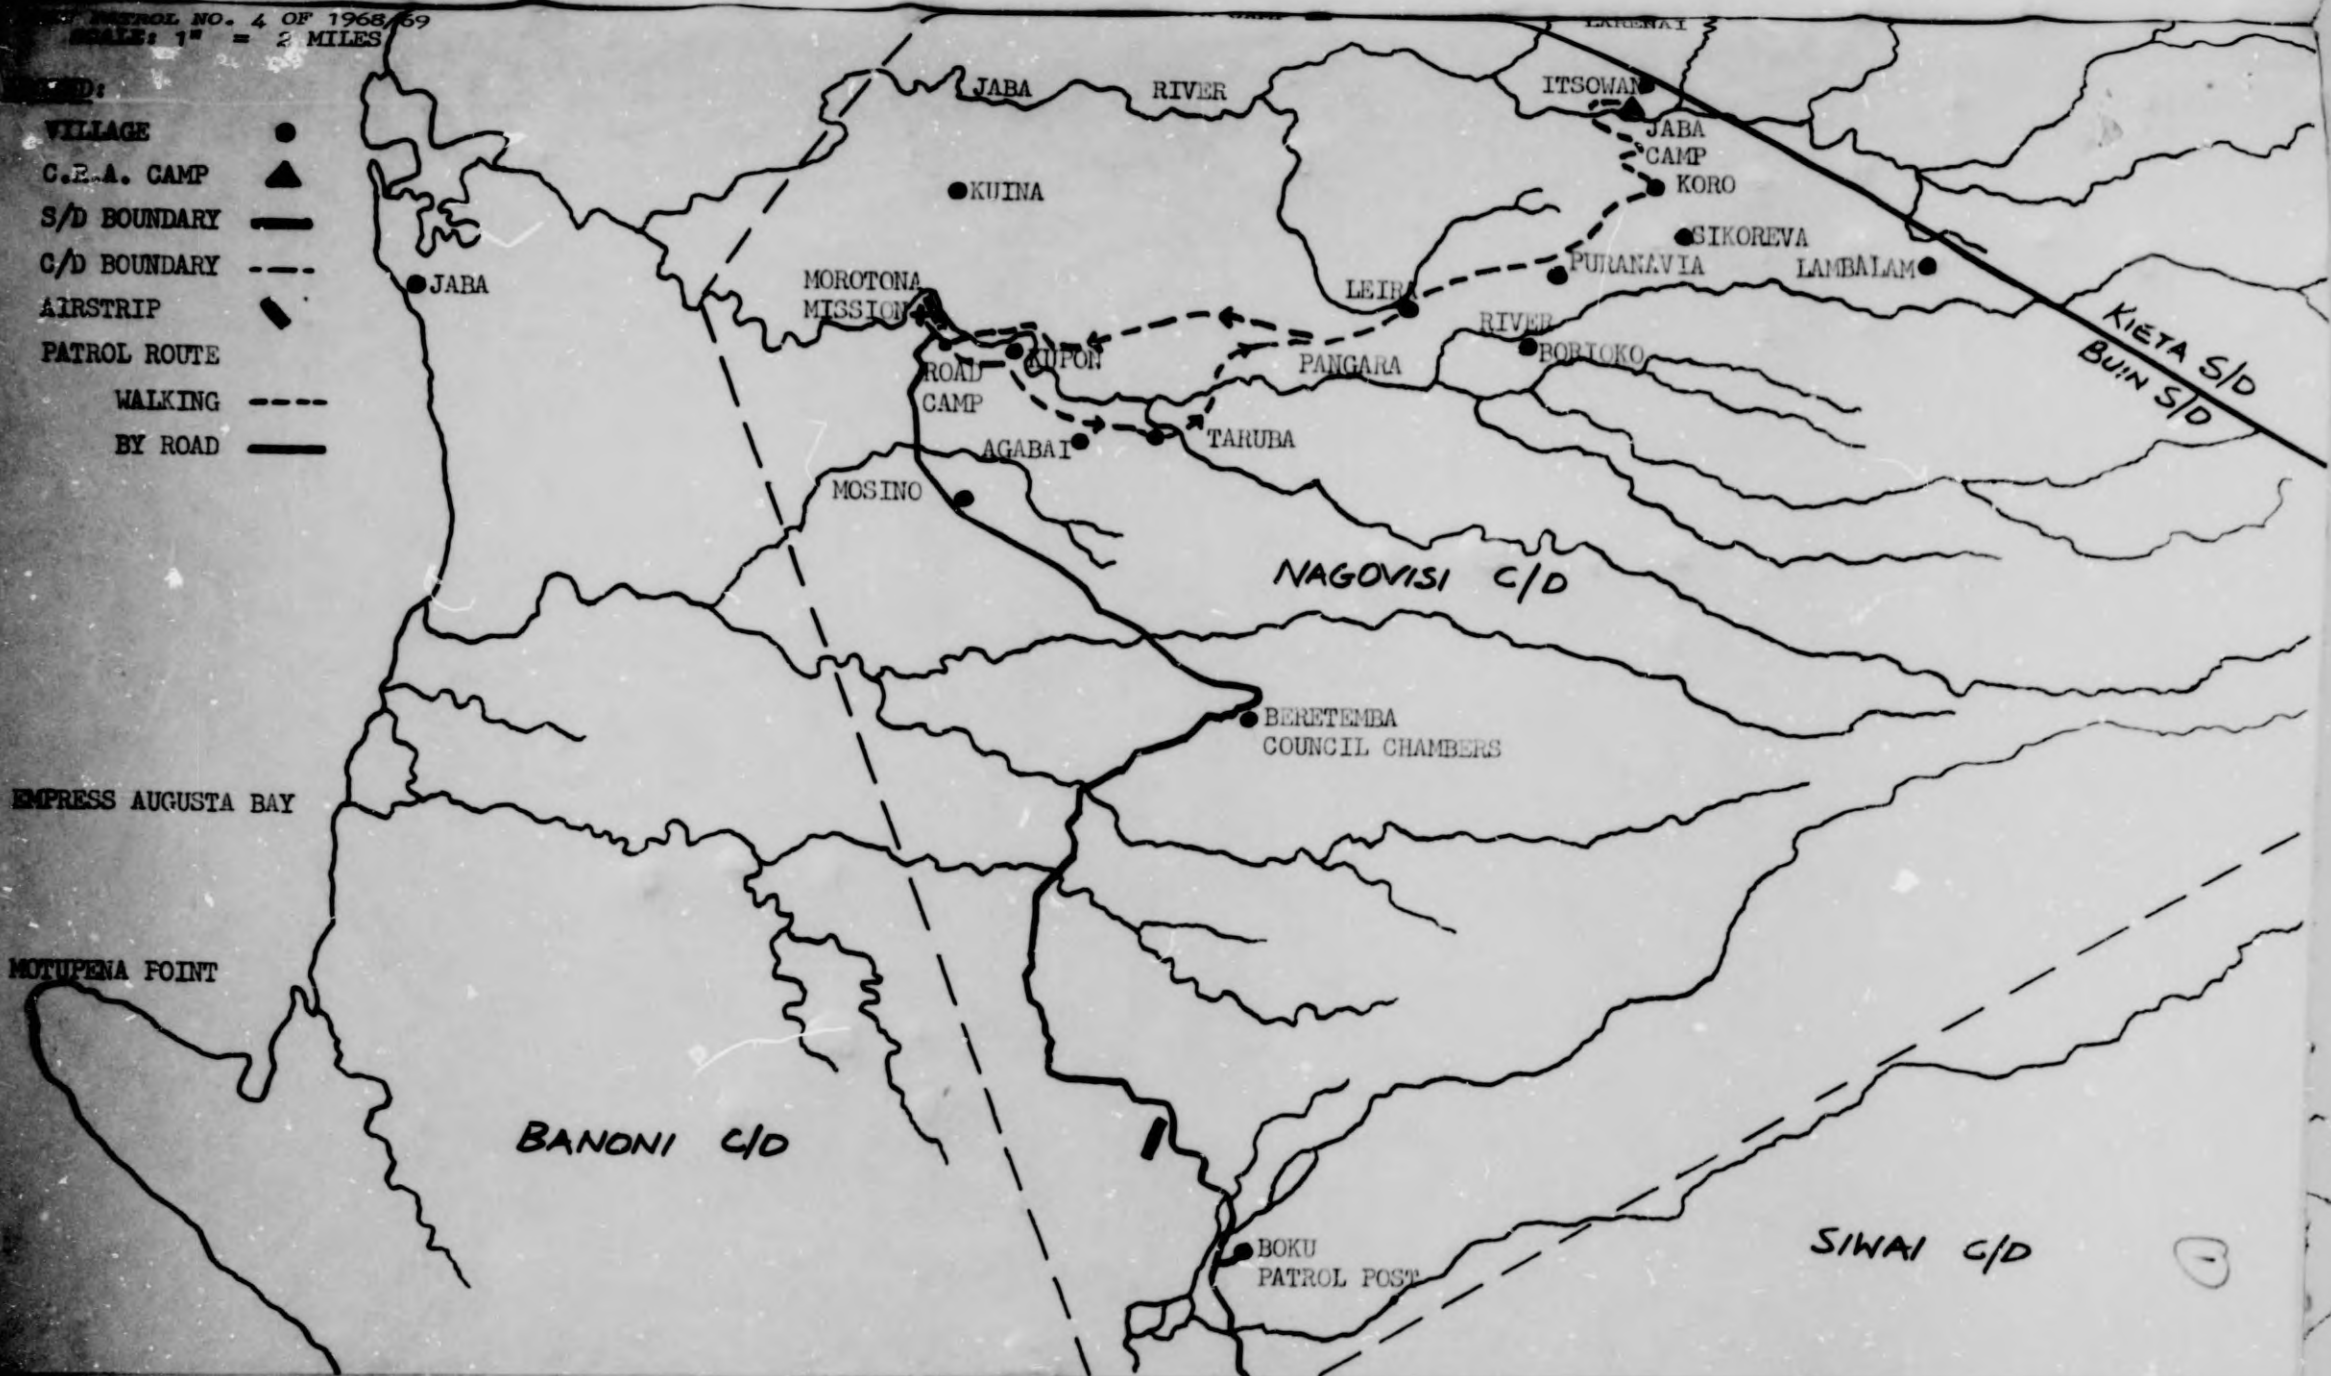 PATROL NO. 4 OF 1968/69
SCALE: 1" = 2 MILES
VILLAGE
C.R.A. CAMP
S/D BOUNDARY
C/D BOUNDARY
AIRSTRIP
PATROL ROUTE
WALKING
BY ROAD
EMPRESS AUGUSTA BAY
MOTUPENA POINT
JABA
JABA RIVER
KUINA
MOROTONA
MISSION
ROAD
CAMP
KUPON
AGABAI
TARUBA
MOSINO
PANGARA
RIVER
LEIRA
BORIOKO
PURANAVIA
SIKOREVA
LAMBALAM
KORO
JABA
CAMP
ITSOWAN
LARENAI
KIETA S/D
BUIN S/D
NAGOVISI C/D
BERETEMBA
COUNCIL CHAMBERS
BANONI C/D
BOKU
PATROL POST
SIWAI C/D